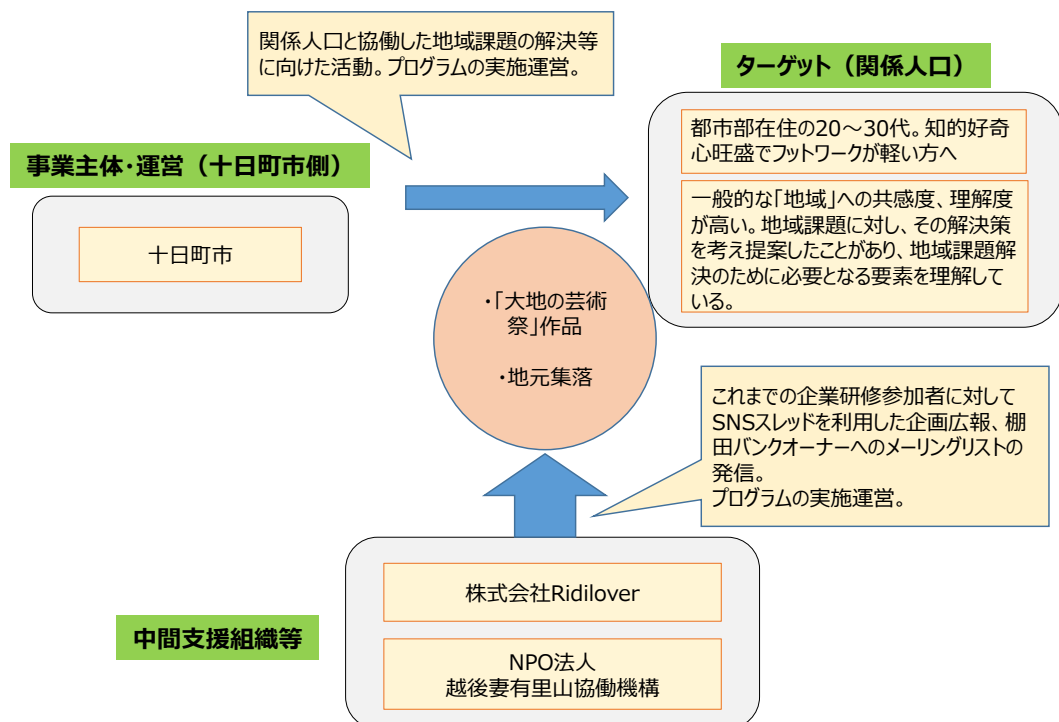 関係人口と協働した地域課題の解決等
に向けた活動。プログラムの実施運営。
ターゲット（関係人口）
都市部在住の20～30代。知的好奇
心旺盛でフットワークが軽い方へ
一般的な「地域」への共感度、理解度
が高い。地域課題に対し、その解決策
を考え提案したことがあり、地域課題解
決のために必要となる要素を理解して
いる。
事業主体・運営（十日町市側）
十日町市
・「大地の芸術
祭」作品
・地元集落
これまでの企業研修参加者に対して
SNSスレッドを利用した企画広報、棚
田バンクオーナーへのメーリングリストの
発信。
プログラムの実施運営。
中間支援組織等
株式会社Ridilover
NPO法人
越後妻有里山協働機構